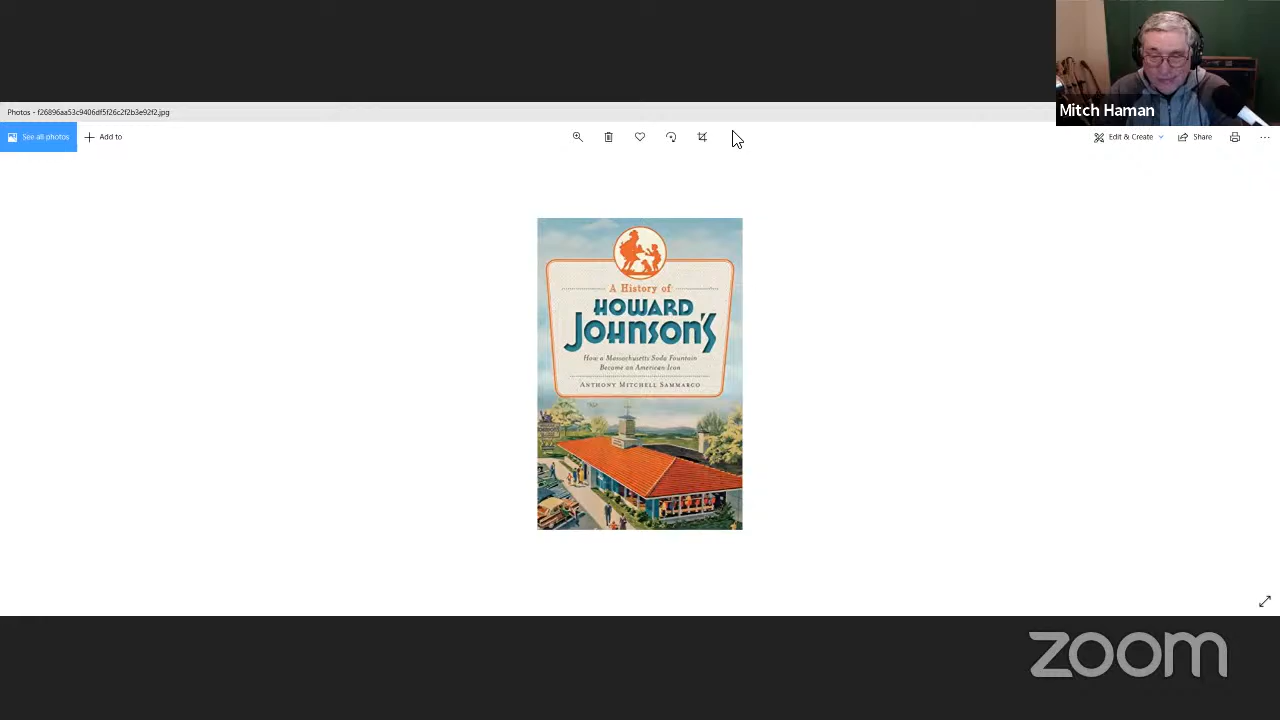 Mitch Haman
Photos - f26896aa53c9406df5f26c2f2b3e92f2.jpg
See all photos
Add to
Edit & Create
Share
A History of
HOWARD
JOHNSON'S
How a Massachusetts Soda Fountain
Became an American Icon
ANTHONY MITCHELL SAMMARCO
zoom